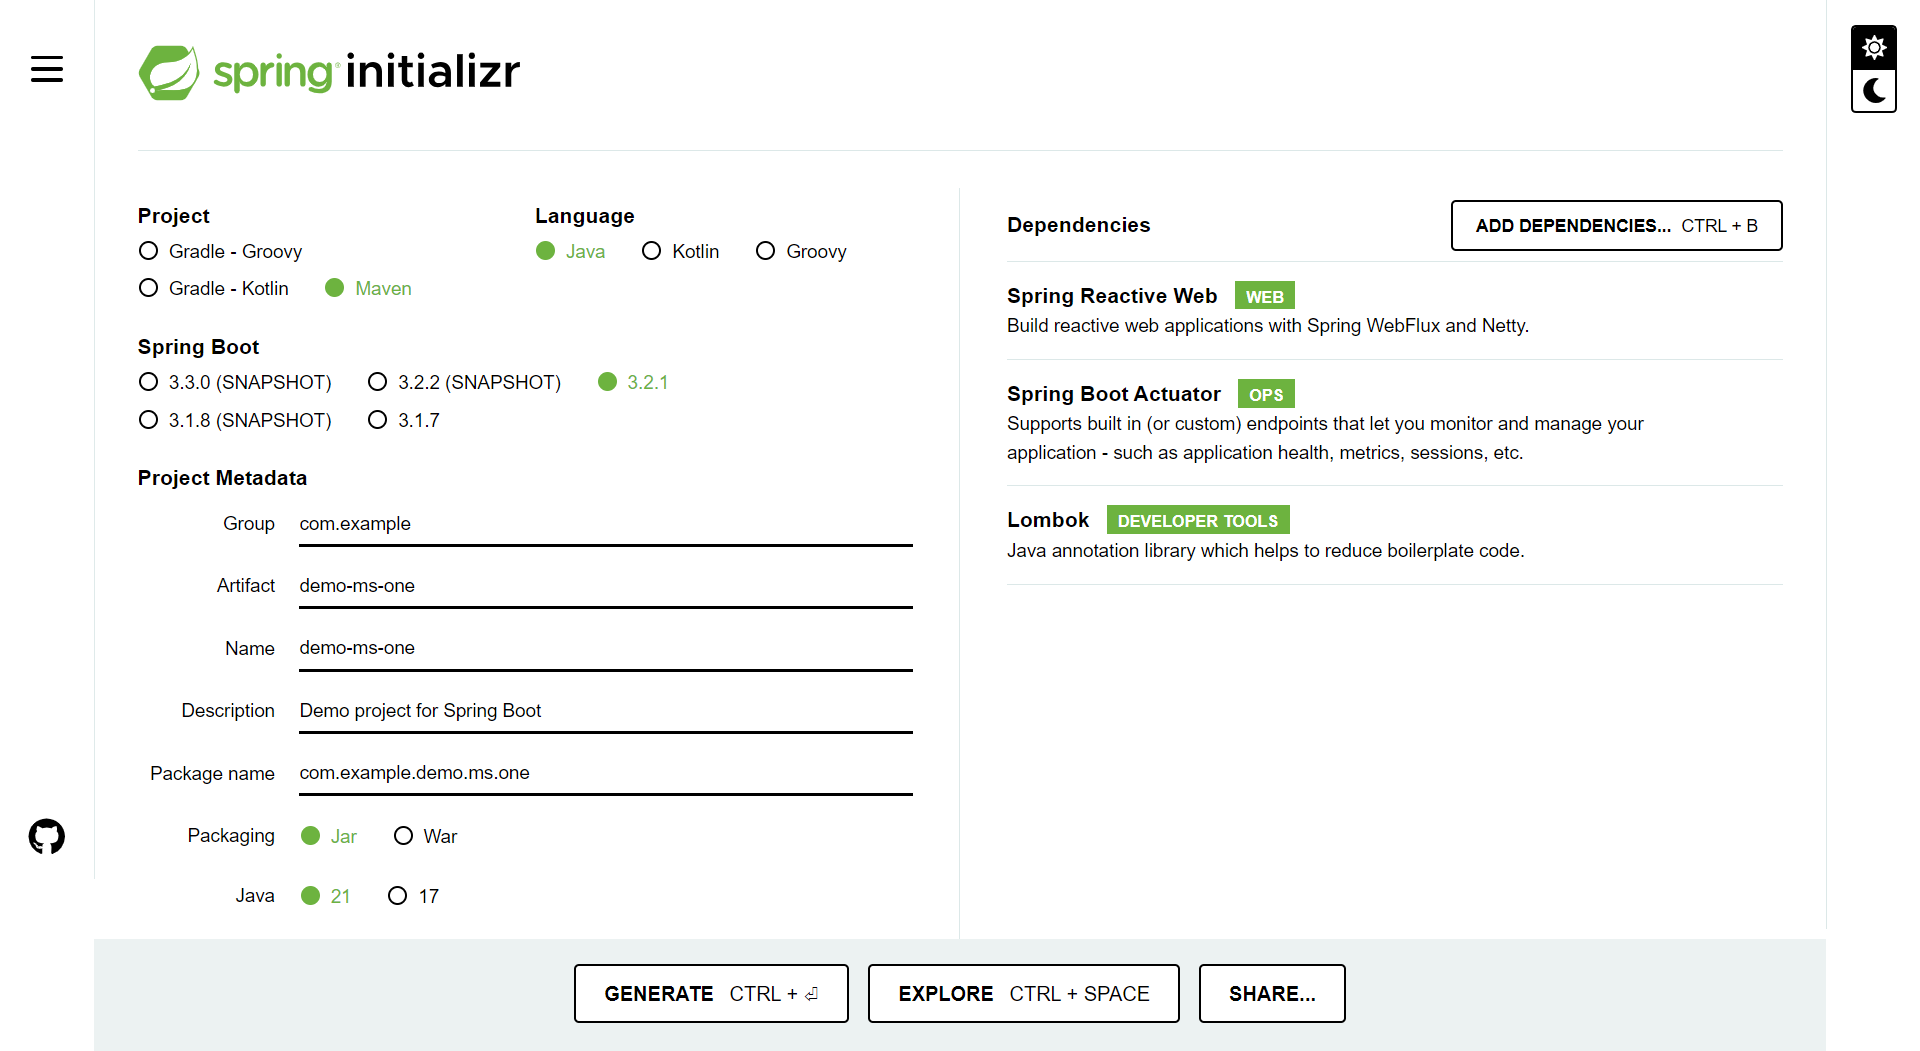 spring initializr
Project
Gradle - Groovy
Gradle - Kotlin Maven
Language
Java Kotlin Groovy
Spring Boot
3.3.0 (SNAPSHOT) 3.2.2 (SNAPSHOT) 3.2.1
3.1.8 (SNAPSHOT) 3.1.7
Project Metadata
Group com.example
Artifact demo-ms-one
Name demo-ms-one
Description Demo project for Spring Boot
Package name com.example.demo.ms.one
Packaging Jar War
Java 21 17
Dependencies ADD DEPENDENCIES... CTRL + B
Spring Reactive Web WEB
Build reactive web applications with Spring WebFlux and Netty.
Spring Boot Actuator OPS
Supports built in (or custom) endpoints that let you monitor and manage your
application - such as application health, metrics, sessions, etc.
Lombok DEVELOPER TOOLS
Java annotation library which helps to reduce boilerplate code.
GENERATE CTRL + ⏎ EXPLORE CTRL + SPACE SHARE...